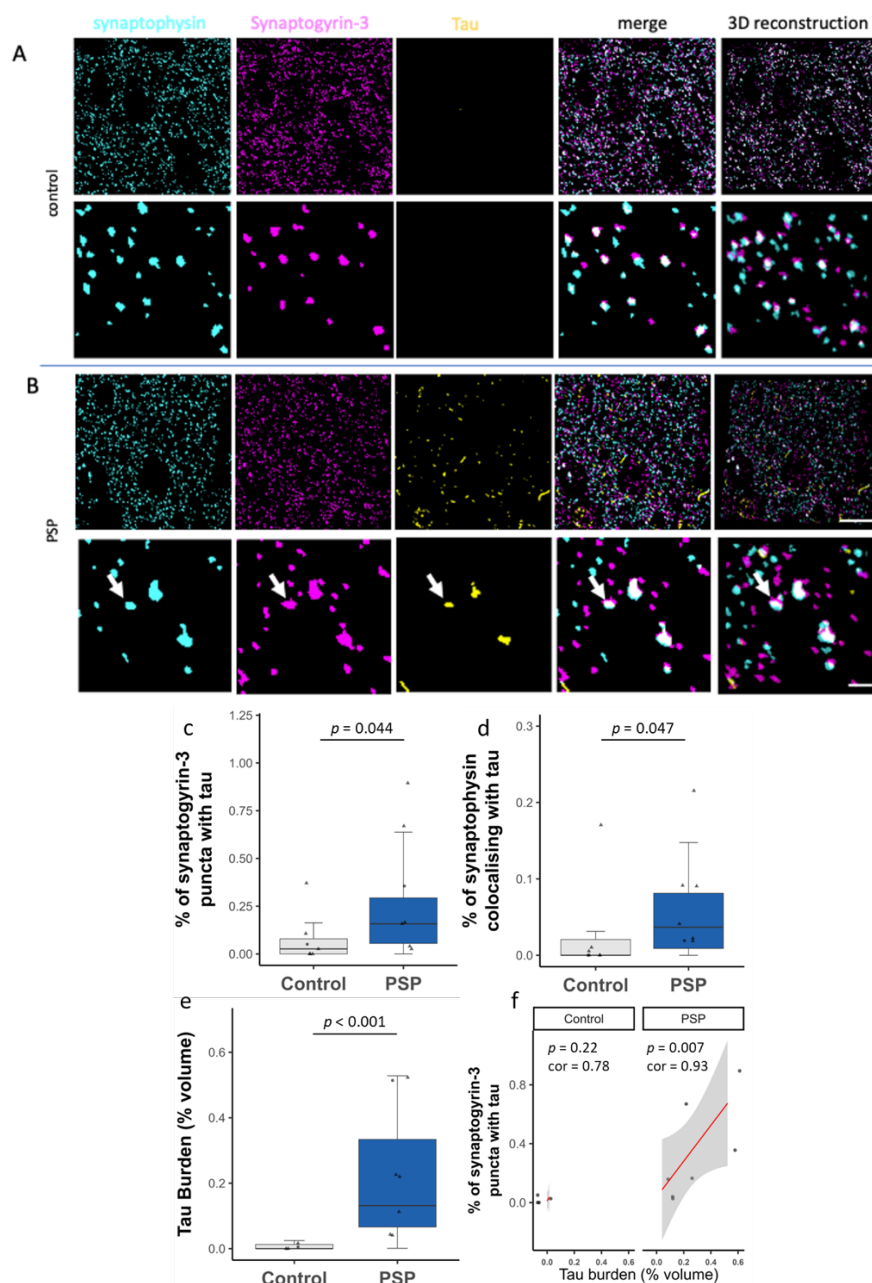 synaptophysin Synaptogyrin-3 Tau merge 3D reconstruction
A
control
B
PSP
c
% of synaptogyrin-3
puncta with tau
1.25
1.00
0.75
0.50
0.25
0.00
p = 0.044
Control PSP
d
% of synaptophysin
colocalising with tau
0.3
0.2
0.1
0.0
p = 0.047
Control PSP
e
Tau Burden (% volume)
0.6
0.4
0.2
0.0
p < 0.001
Control PSP
f
% of synaptogyrin-3
puncta with tau
0.8
0.4
0.0
Control PSP
p = 0.22 p = 0.007
cor = 0.78 cor = 0.93
0.0 0.2 0.4 0.6 0.0 0.2 0.4 0.6
Tau burden (% volume)